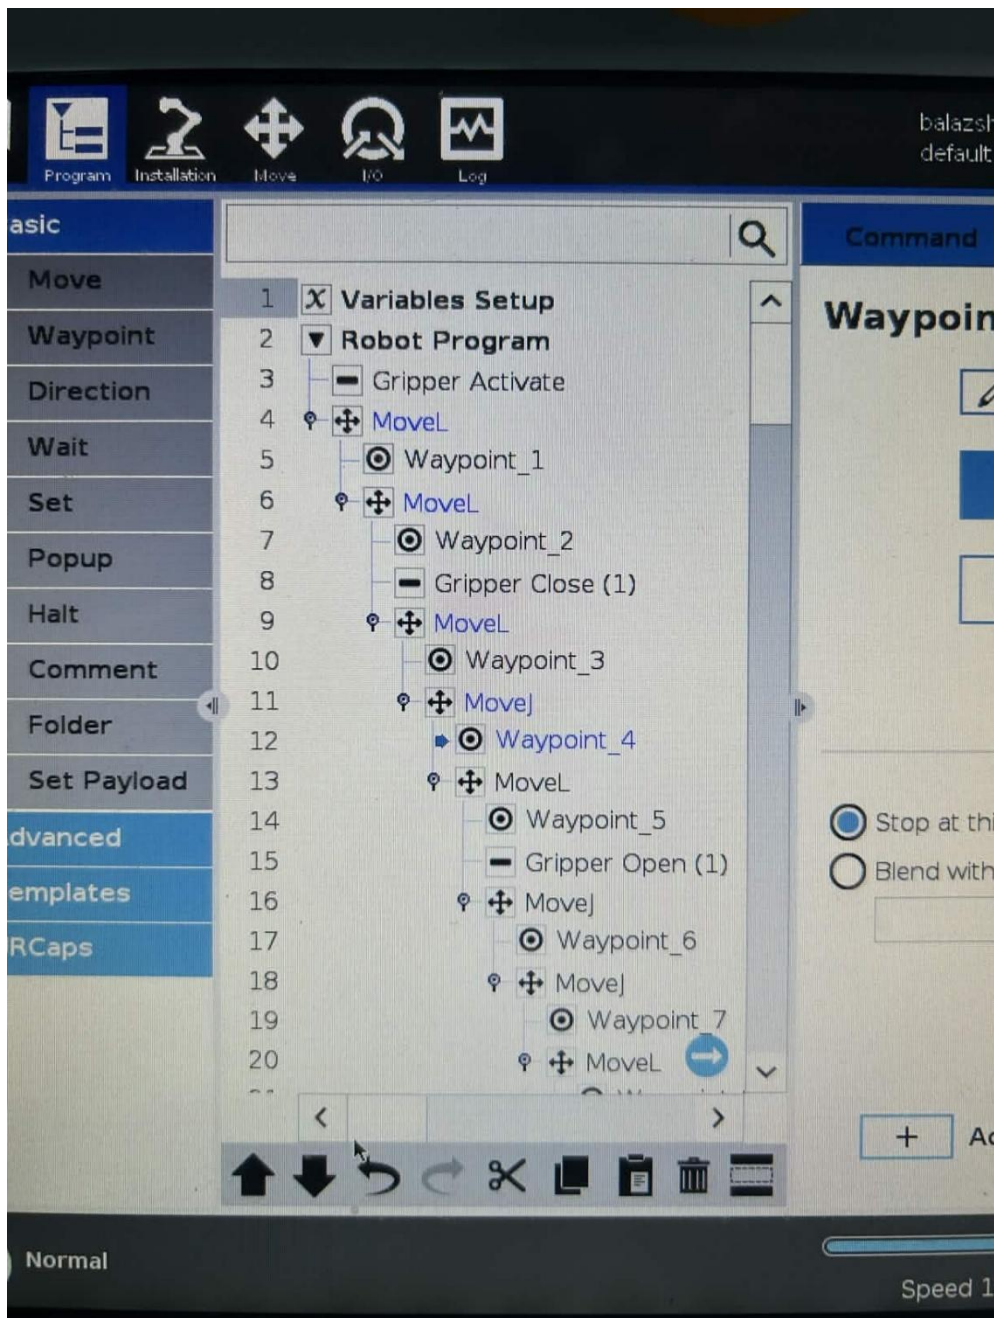 Program Installation Move I/O Log
balazsh
default
asic
Move
Waypoint
Direction
Wait
Set
Popup
Halt
Comment
Folder
Set Payload
dvanced
emplates
RCaps
1 x Variables Setup
2 Robot Program
3 Gripper Activate
4 MoveL
5 Waypoint_1
6 MoveL
7 Waypoint_2
8 Gripper Close (1)
9 MoveL
10 Waypoint_3
11 MoveJ
12 Waypoint_4
13 MoveL
14 Waypoint_5
15 Gripper Open (1)
16 MoveJ
17 Waypoint_6
18 MoveJ
19 Waypoint_7
20 MoveL
Command
Waypoin
Stop at thi
Blend with
+ Ac
Normal
Speed 1